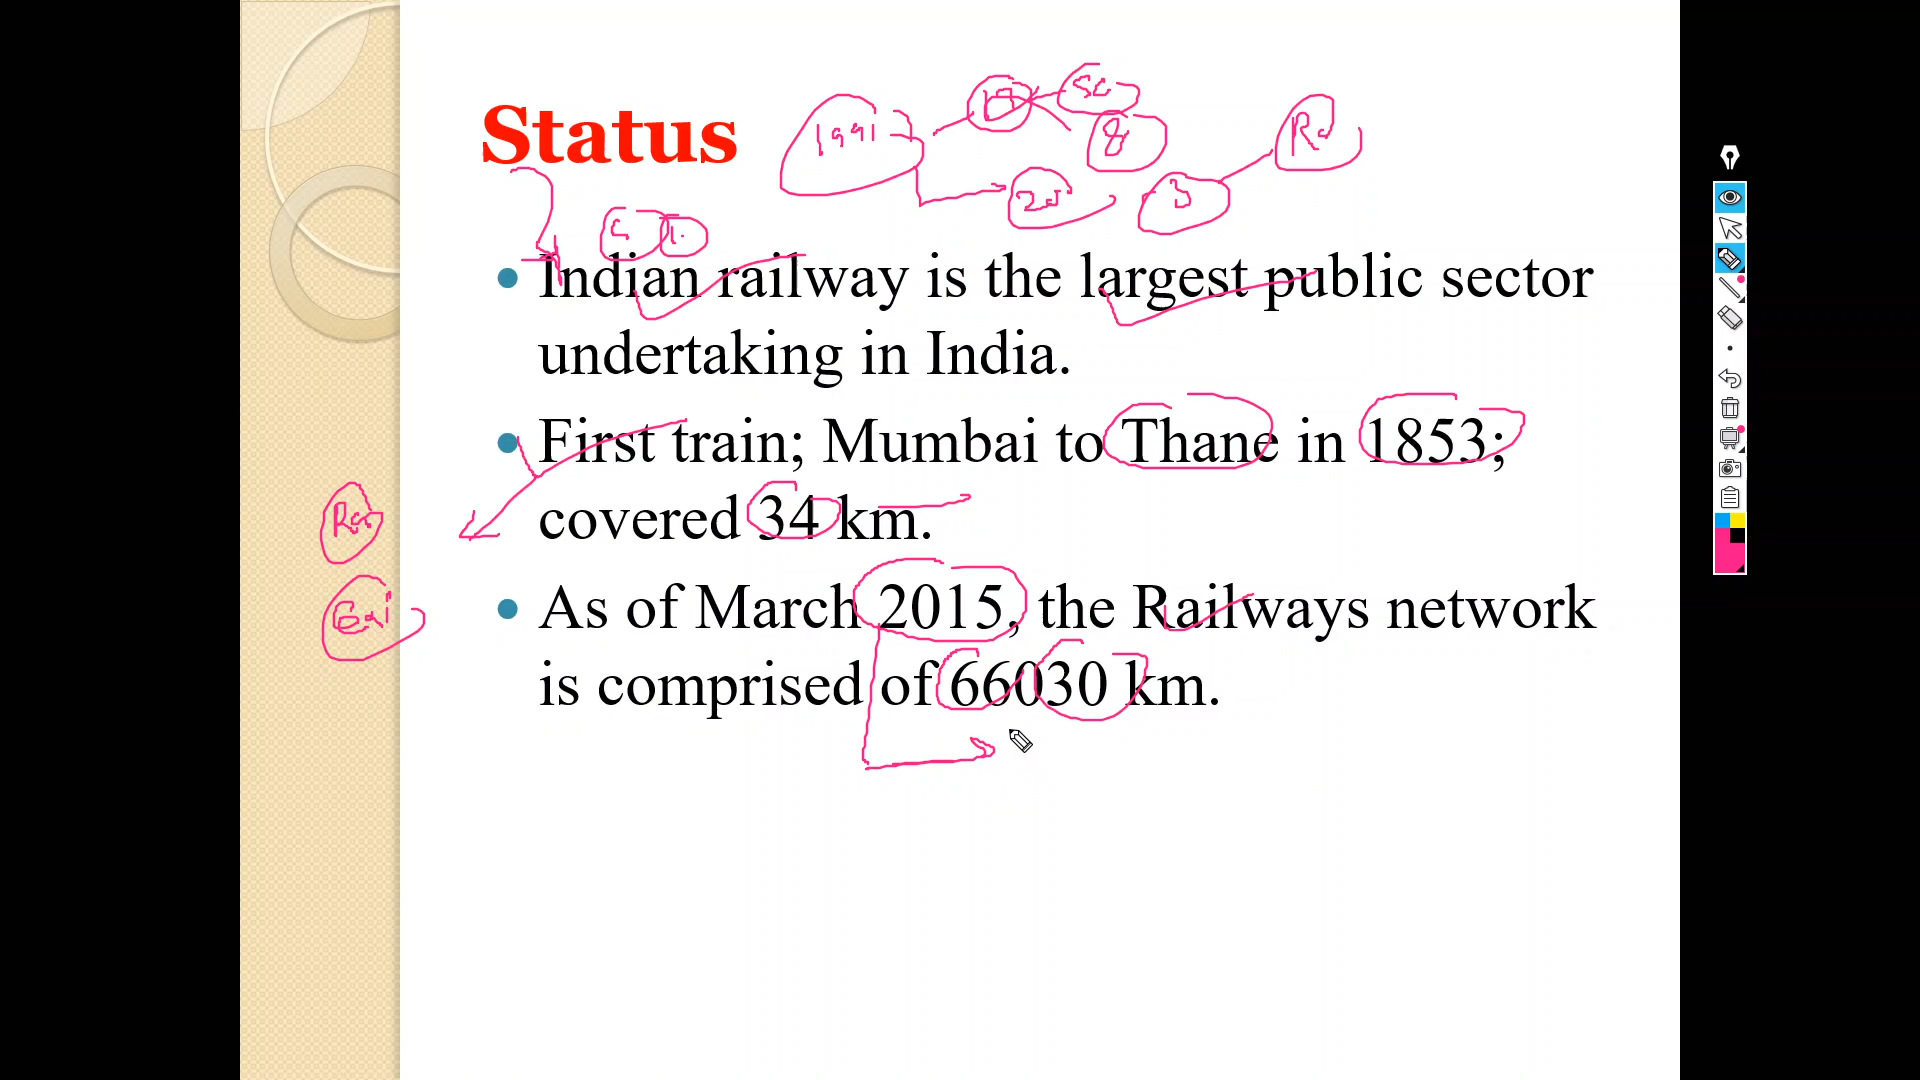 Status
1991
17
8
Indian railway is the largest public sector
undertaking in India.
First train; Mumbai to Thane in 1853;
covered 34 km.
As of March 2015, the Railways network
is comprised of 66030 km.